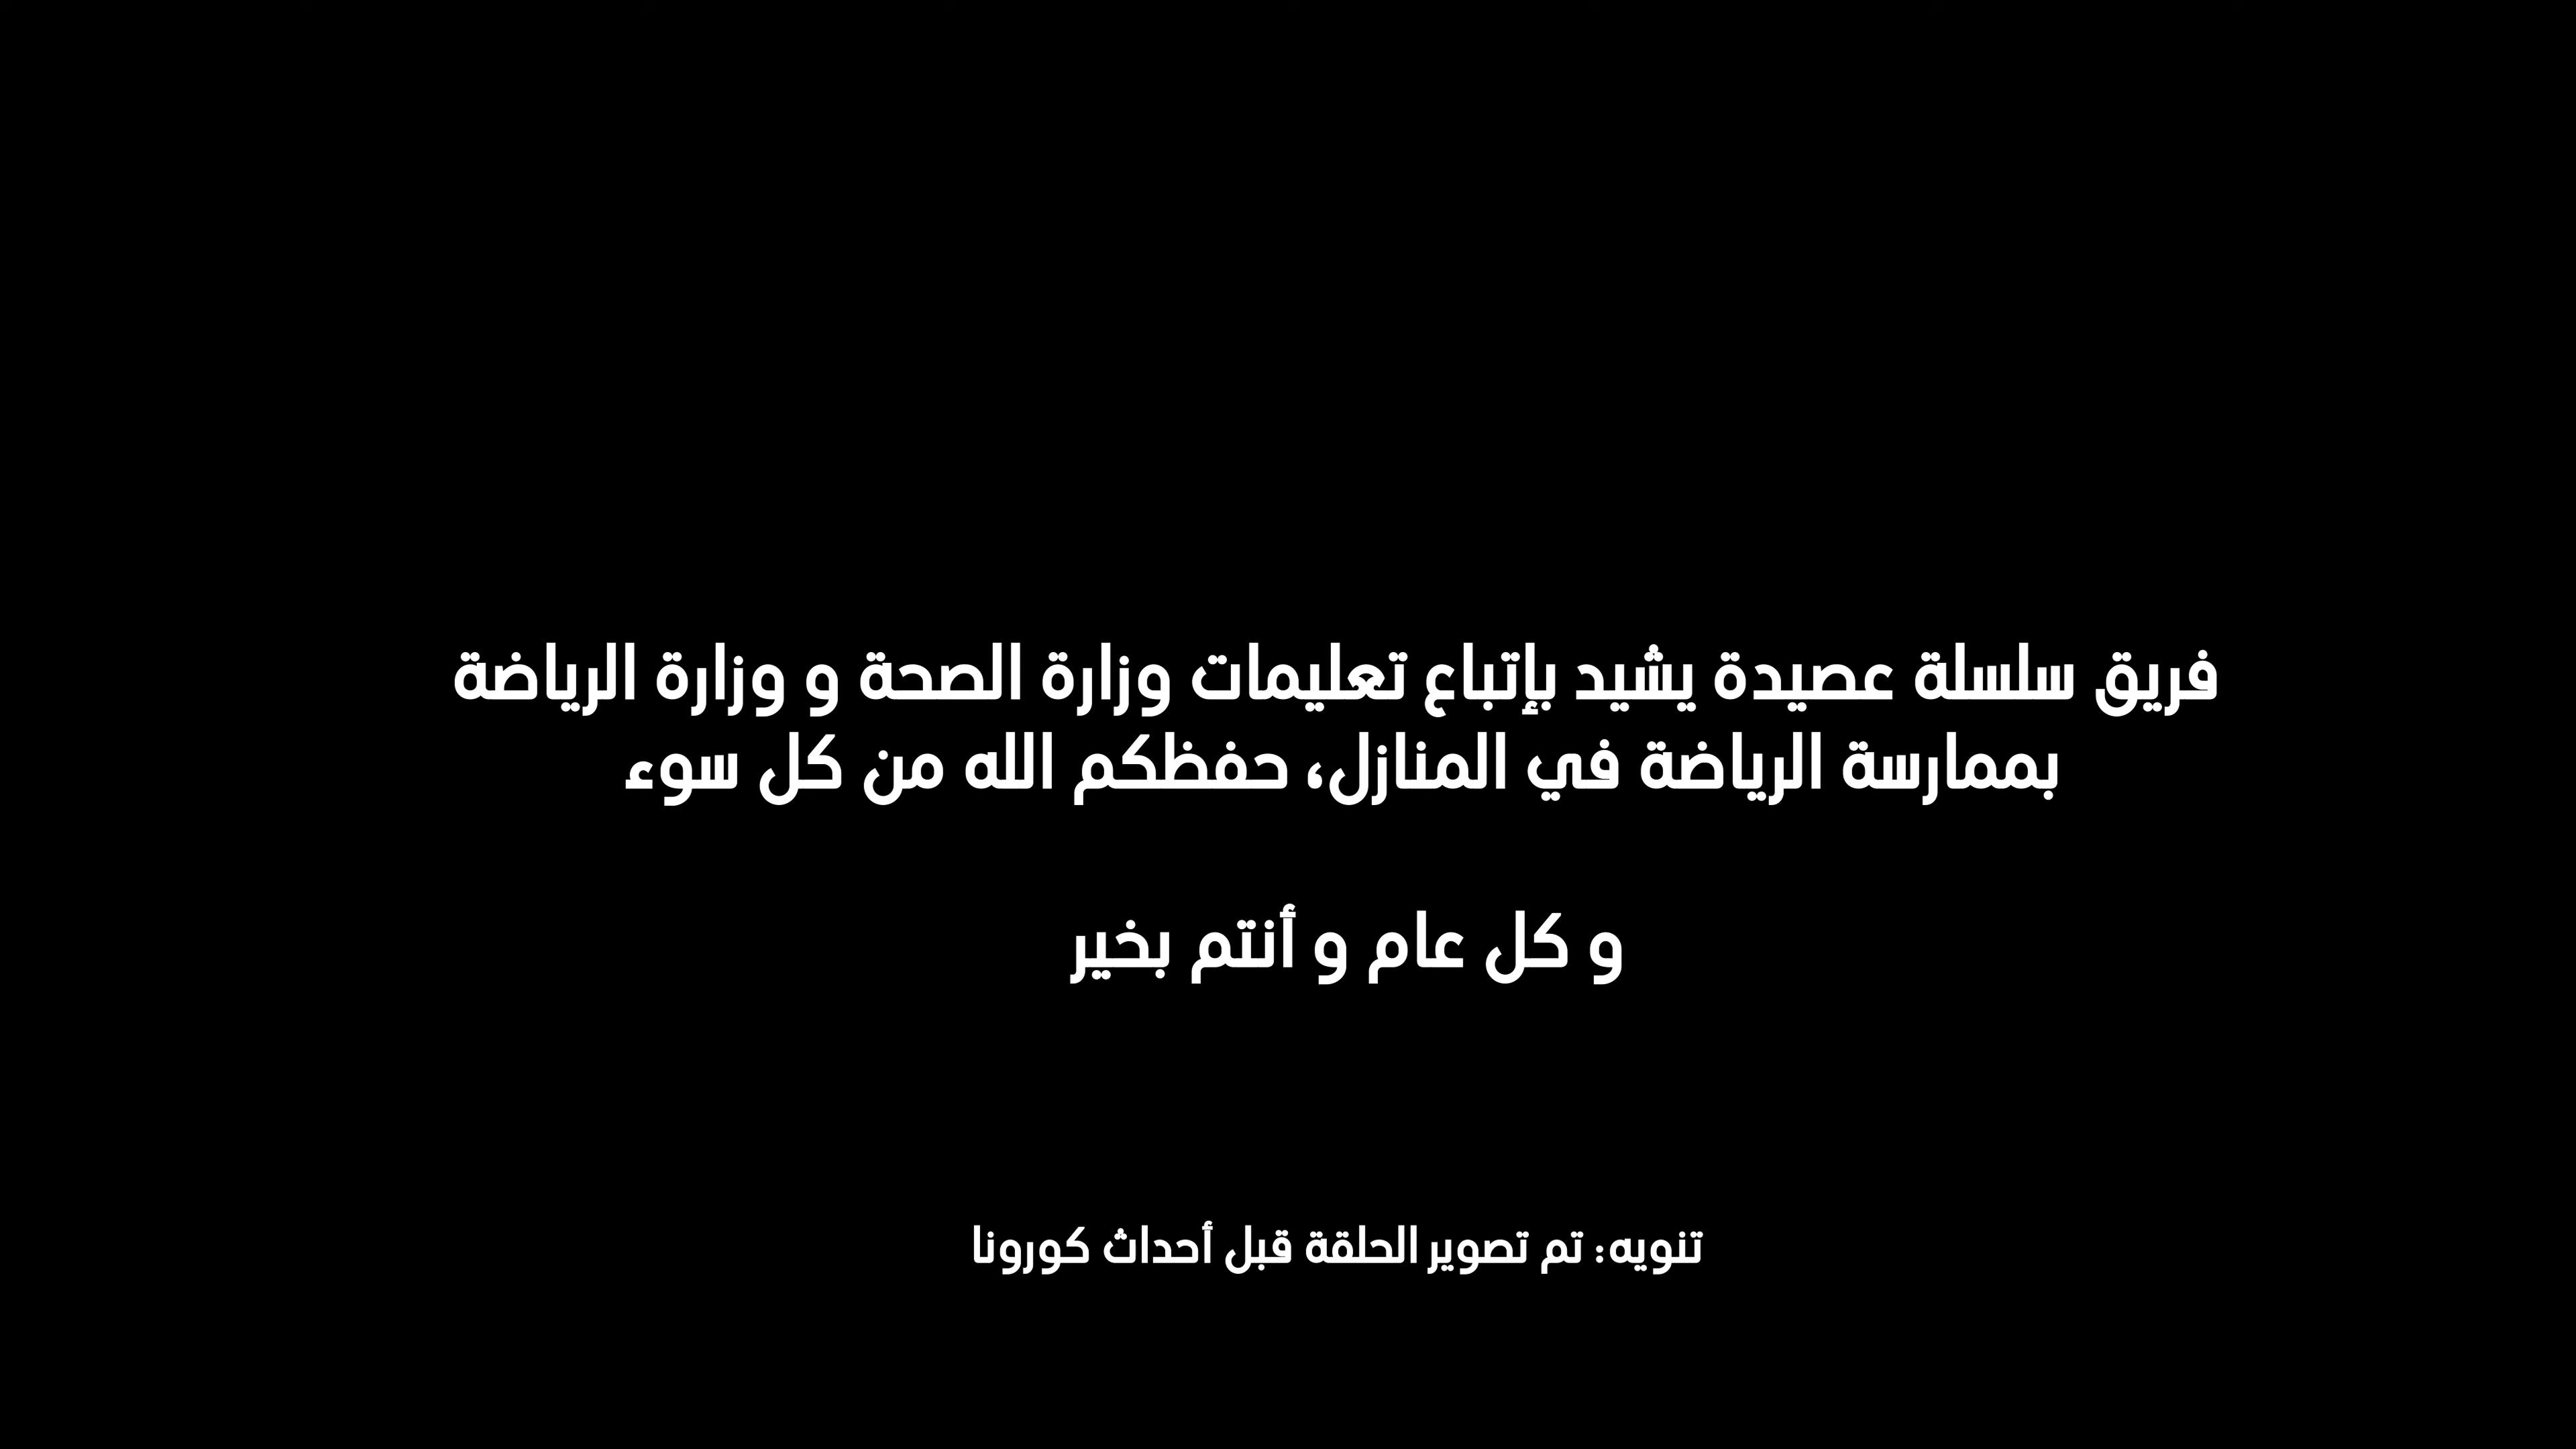 فريق سلسلة عصيدة يشيد بإتباع تعليمات وزارة الصحة و وزارة الرياضة
بممارسة الرياضة في المنازل، حفظكم الله من كل سوء
و كل عام و أنتم بخير
تنويه: تم تصوير الحلقة قبل أحداث كورونا